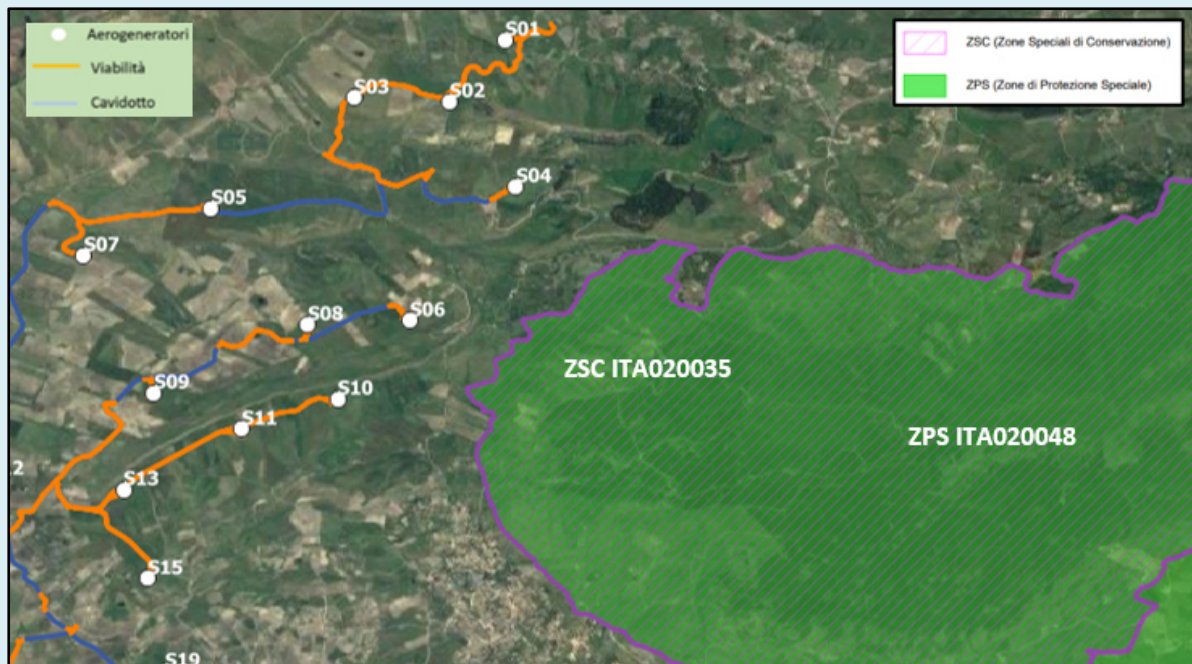 Aerogeneratori
Viabilità
Cavidotto
ZSC (Zone Speciali di Conservazione)
ZPS (Zone di Protezione Speciale)
S01
S03
S02
S04
S05
S07
S08
S06
ZSC ITA020035
S09
S10
S11
ZPS ITA020048
12
S13
S15
S19